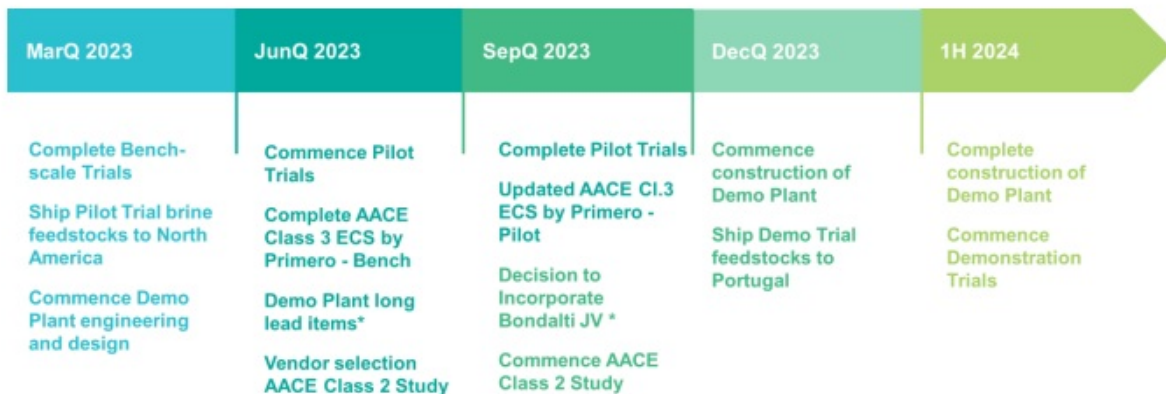 MarQ 2023
JunQ 2023
SepQ 2023
DecQ 2023
1H 2024
Complete Bench-
scale Trials
Ship Pilot Trial brine
feedstocks to North
America
Commence Demo
Plant engineering
and design
Commence Pilot
Trials
Complete AACE
Class 3 ECS by
Primero - Bench
Demo Plant long
lead items*
Vendor selection
AACE Class 2 Study
Complete Pilot Trials
Updated AACE Cl.3
ECS by Primero -
Pilot
Decision to
Incorporate
Bondalti JV *
Commence AACE
Class 2 Study
Commence
construction of
Demo Plant
Ship Demo Trial
feedstocks to
Portugal
Complete
construction of
Demo Plant
Commence
Demonstration
Trials